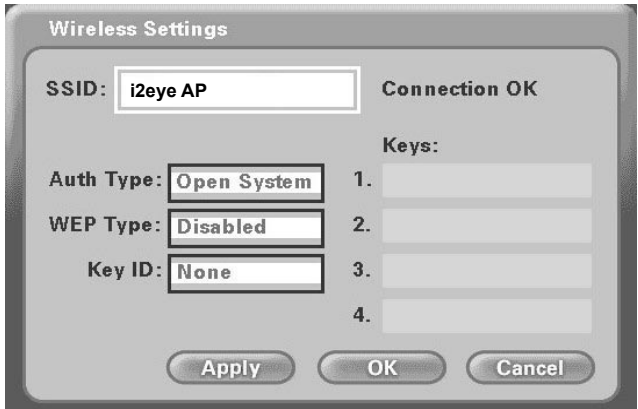 Wireless Settings
SSID: i2eye AP
Connection OK
Keys:
Auth Type: Open System
1.
WEP Type: Disabled
2.
Key ID: None
3.
4.
Apply
OK
Cancel